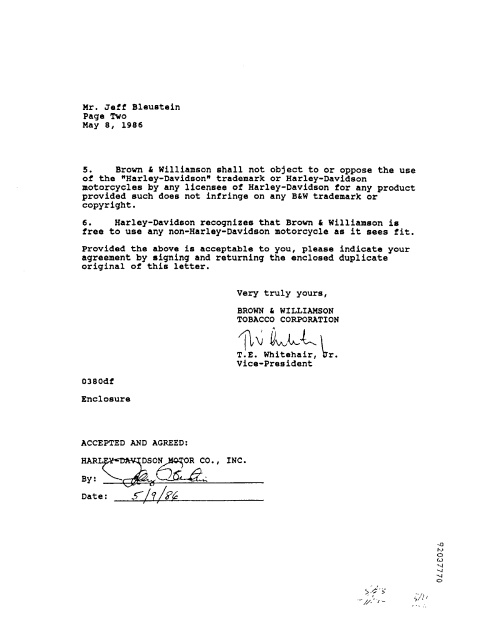 Mr. Jeff Bleustein
Page Two
May 8, 1986
5. Brown & Williamson shall not object to or oppose the use
of the "Harley-Davidson" trademark or Harley-Davidson
motorcycles by any licensee of Harley-Davidson for any product
provided such does not infringe on any B&W trademark or
copyright.
6. Harley-Davidson recognizes that Brown & Williamson is
free to use any non-Harley-Davidson motorcycle as it sees fit.
Provided the above is acceptable to you, please indicate your
agreement by signing and returning the enclosed duplicate
original of this letter.
Very truly yours,
BROWN & WILLIAMSON
TOBACCO CORPORATION
T.E. Whitehair, Jr.
Vice-President
0380df
Enclosure
ACCEPTED AND AGREED:
HARLEY-DAVIDSON MOTOR CO., INC.
By:
Date: 5/9/86
92037770